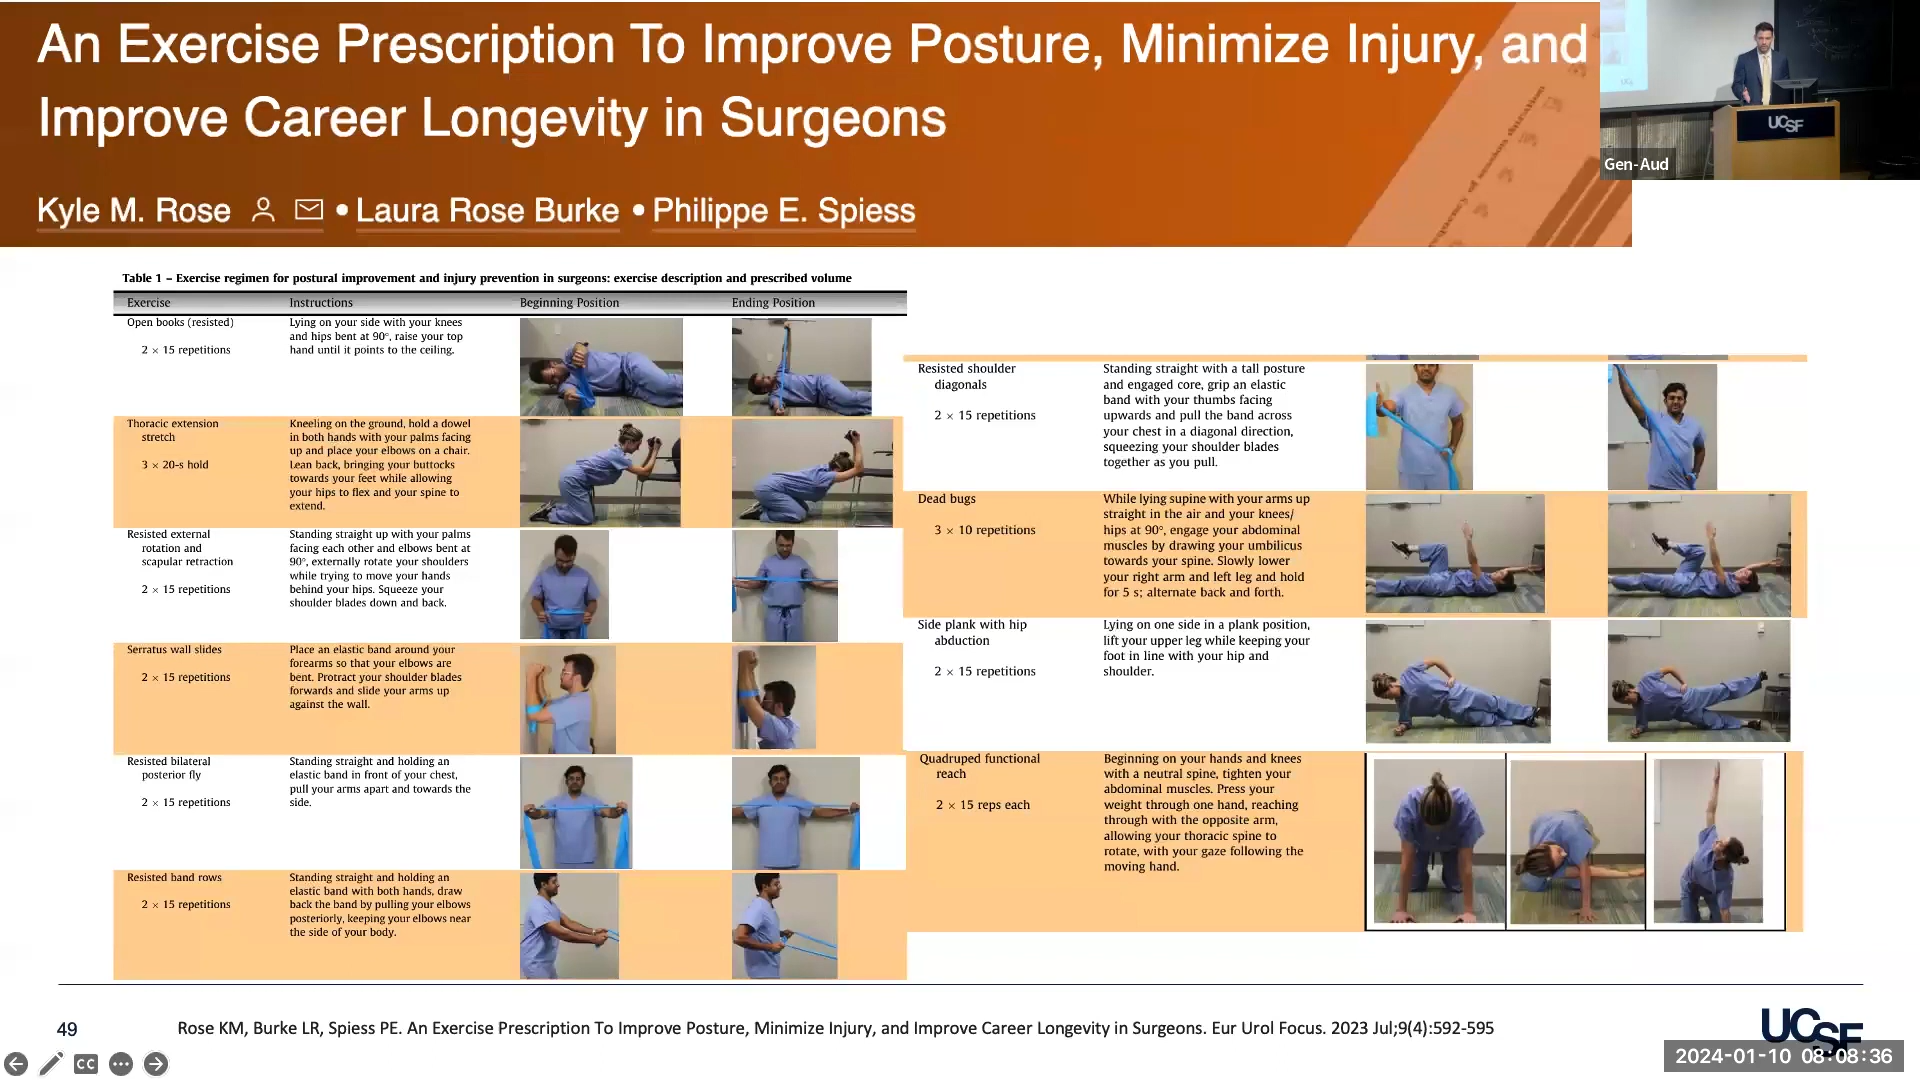 An Exercise Prescription To Improve Posture, Minimize Injury, and
Improve Career Longevity in Surgeons
Kyle M. Rose • Laura Rose Burke • Philippe E. Spiess
UCSF
Gen-Aud
Table 1 – Exercise regimen for postural improvement and injury prevention in surgeons: exercise description and prescribed volume
Exercise Instructions Beginning Position Ending Position
Open books (resisted)
2 × 15 repetitions
Lying on your side with your knees
and hips bent at 90°, raise your top
hand until it points to the ceiling.
Thoracic extension
stretch
3 × 20-s hold
Kneeling on the ground, hold a dowel
in both hands with your palms facing
up and place your elbows on a chair.
Lean back, bringing your buttocks
towards your feet while allowing
your hips to flex and your spine to
extend.
Resisted external
rotation and
scapular retraction
2 × 15 repetitions
Standing straight up with your palms
facing each other and elbows bent at
90°, externally rotate your shoulders
while trying to move your hands
behind your hips. Squeeze your
shoulder blades down and back.
Serratus wall slides
2 × 15 repetitions
Place an elastic band around your
forearms so that your elbows are
bent. Protract your shoulder blades
forwards and slide your arms up
against the wall.
Resisted bilateral
posterior fly
2 × 15 repetitions
Standing straight and holding an
elastic band in front of your chest,
pull your arms apart and towards the
side.
Resisted band rows
2 × 15 repetitions
Standing straight and holding an
elastic band with both hands, draw
back the band by pulling your elbows
posteriorly, keeping your elbows near
the side of your body.
Resisted shoulder
diagonals
2 × 15 repetitions
Standing straight with a tall posture
and engaged core, grip an elastic
band with your thumbs facing
upwards and pull the band across
your chest in a diagonal direction,
squeezing your shoulder blades
together as you pull.
Dead bugs
3 × 10 repetitions
While lying supine with your arms up
straight in the air and your knees/
hips at 90°, engage your abdominal
muscles by drawing your umbilicus
towards your spine. Slowly lower
your right arm and left leg and hold
for 5 s; alternate back and forth.
Side plank with hip
abduction
2 × 15 repetitions
Lying on one side in a plank position,
lift your upper leg while keeping your
foot in line with your hip and
shoulder.
Quadruped functional
reach
2 × 15 reps each
Beginning on your hands and knees
with a neutral spine, tighten your
abdominal muscles. Press your
weight through one hand, reaching
through with the opposite arm,
allowing your thoracic spine to
rotate, with your gaze following the
moving hand.
49
Rose KM, Burke LR, Spiess PE. An Exercise Prescription To Improve Posture, Minimize Injury, and Improve Career Longevity in Surgeons. Eur Urol Focus. 2023 Jul;9(4):592-595
UCSF
CC
2024-01-10 08:08:36